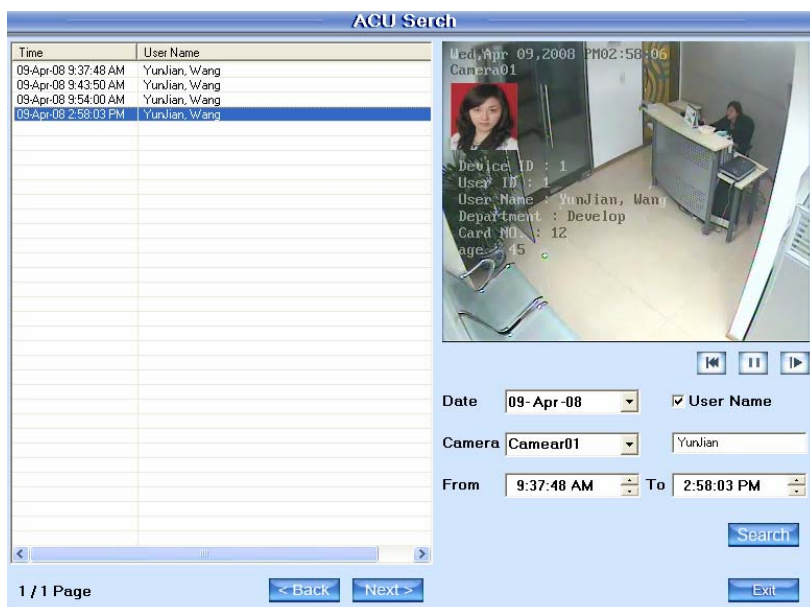 ACU Serch
Time User Name
09-Apr-08 9:37:48 AM YunJian, Wang
09-Apr-08 9:43:50 AM YunJian, Wang
09-Apr-08 9:54:00 AM YunJian, Wang
09-Apr-08 2:58:03 PM YunJian, Wang
1 / 1 Page
< Back
Next >
Wed,Apr 09,2008 PM02:58:06
Camera01
Device ID : 1
User ID : 1
User Name : YunJian, Wang
Department : Develop
Card NO. : 12
age : 45
Date 09-Apr-08
User Name
Camera Camear01
YunJian
From 9:37:48 AM To 2:58:03 PM
Search
Exit